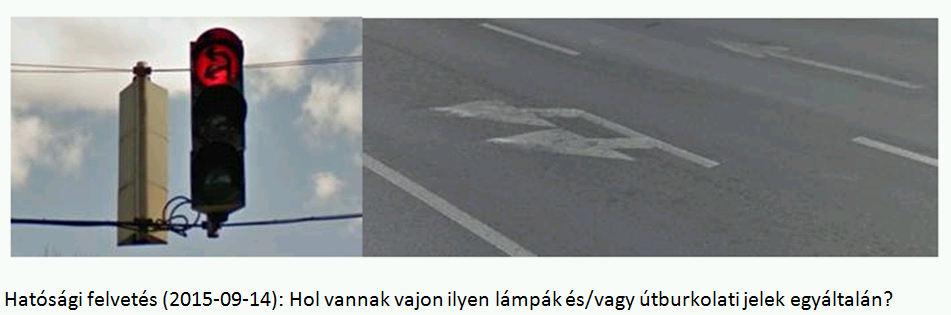 Hatósági felvetés (2015-09-14): Hol vannak vajon ilyen lámpák és/vagy útburkolati jelek egyáltalán?